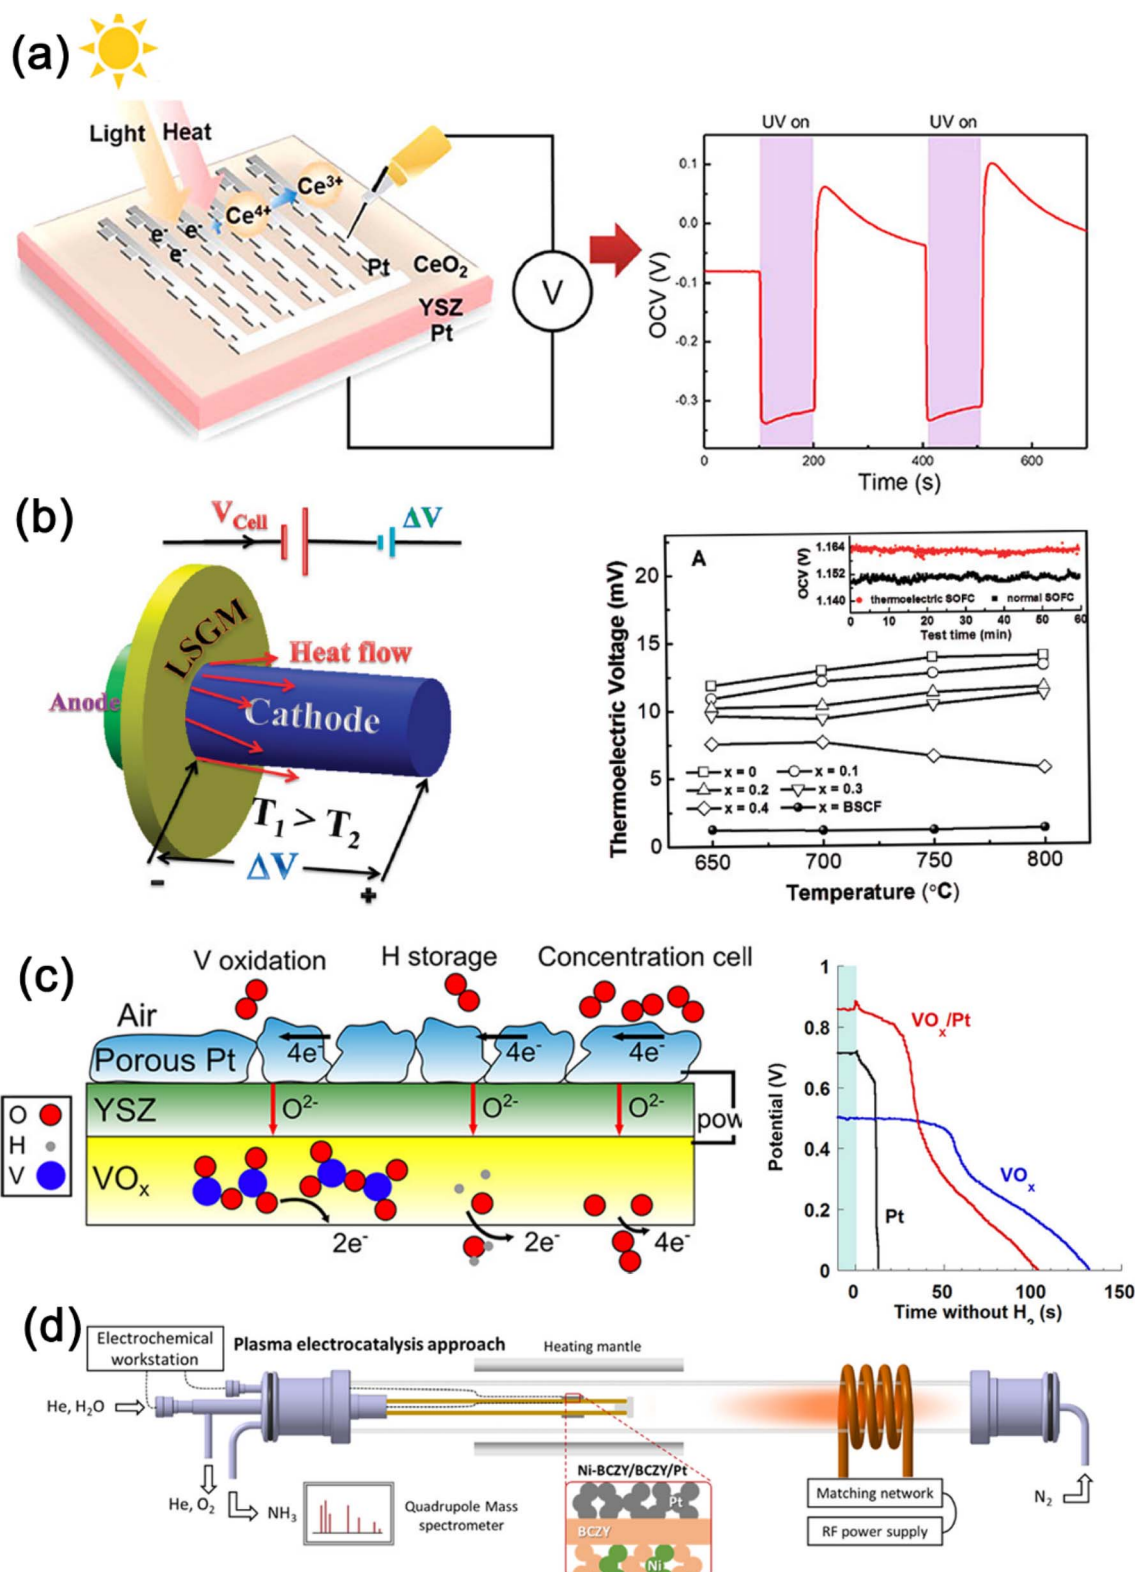 (a)
Light Heat
Ce3+
Ce4+
e-
e-
e-
Pt CeO2
YSZ
Pt
V
UV on UV on
0.1
0.0
-0.1
-0.2
-0.3
OCV (V)
0 200 400 600
Time (s)
(b)
VCell ΔV
LSGM
Heat flow
Anode
Cathode
T1 > T2
ΔV
- +
A
Thermoelectric Voltage (mV)
20
15
10
5
0
OCV (V)
1.164
1.152
1.140
thermoelectric SOFC normal SOFC
0 10 20 30 40 50 60
Test time (min)
x = 0 x = 0.1
x = 0.2 x = 0.3
x = 0.4 x = BSCF
650 700 750 800
Temperature (°C)
(c)
V oxidation H storage Concentration cell
Air
Porous Pt 4e- 4e- 4e-
YSZ O2- O2- O2-
pow
O
H
V
VOx
2e- 2e- 4e-
1
0.8
0.6
0.4
0.2
0
Potential (V)
VOx/Pt
VOx
Pt
0 50 100 150
Time without H2 (s)
(d)
Electrochemical
workstation
Plasma electrocatalysis approach
Heating mantle
He, H2O
He, O2
NH3
Quadrupole Mass
spectrometer
Ni-BCZY/BCZY/Pt
Pt
BCZY
Ni
Matching network
RF power supply
N2